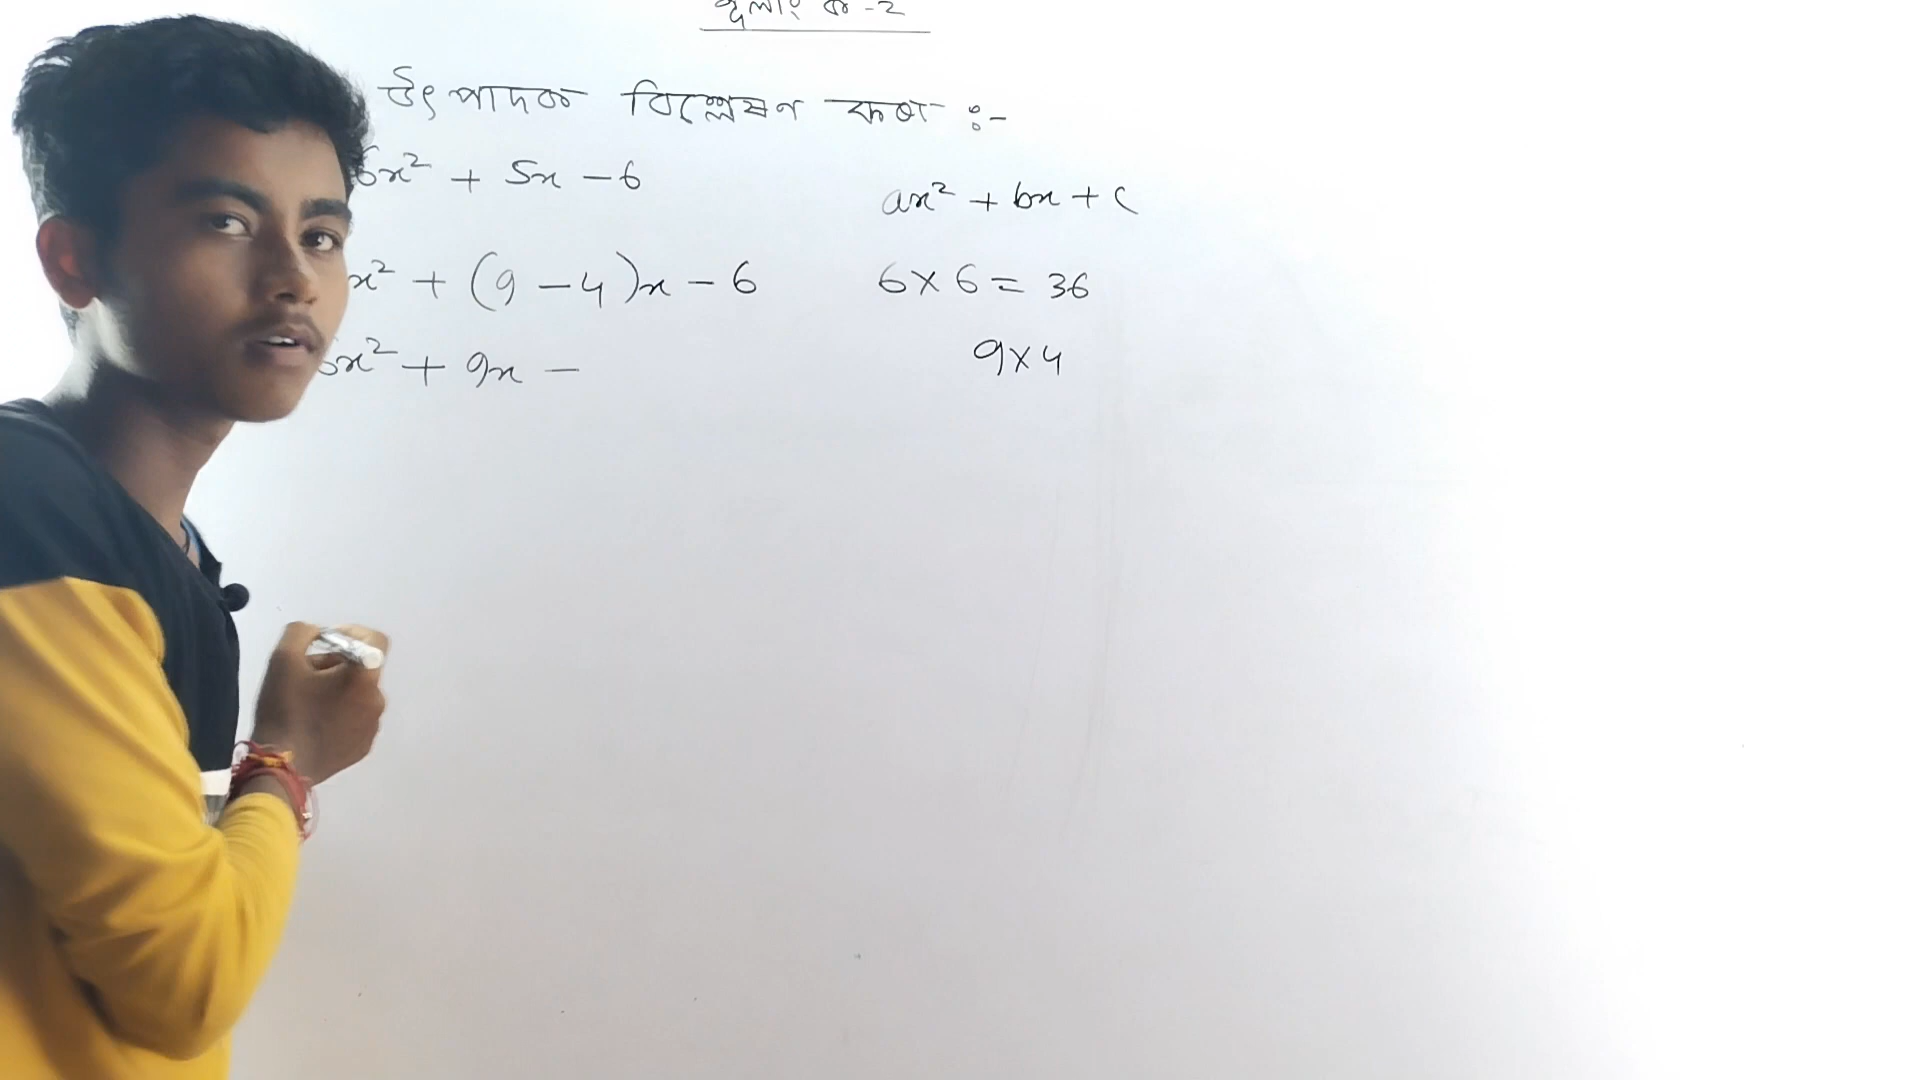 উৎপাদক বিশ্লেষণ কৰা :-
6x² + 5x - 6
ax² + bx + c
x² + (9 - 4)x - 6
6 × 6 = 36
6x² + 9x -
9 × 4